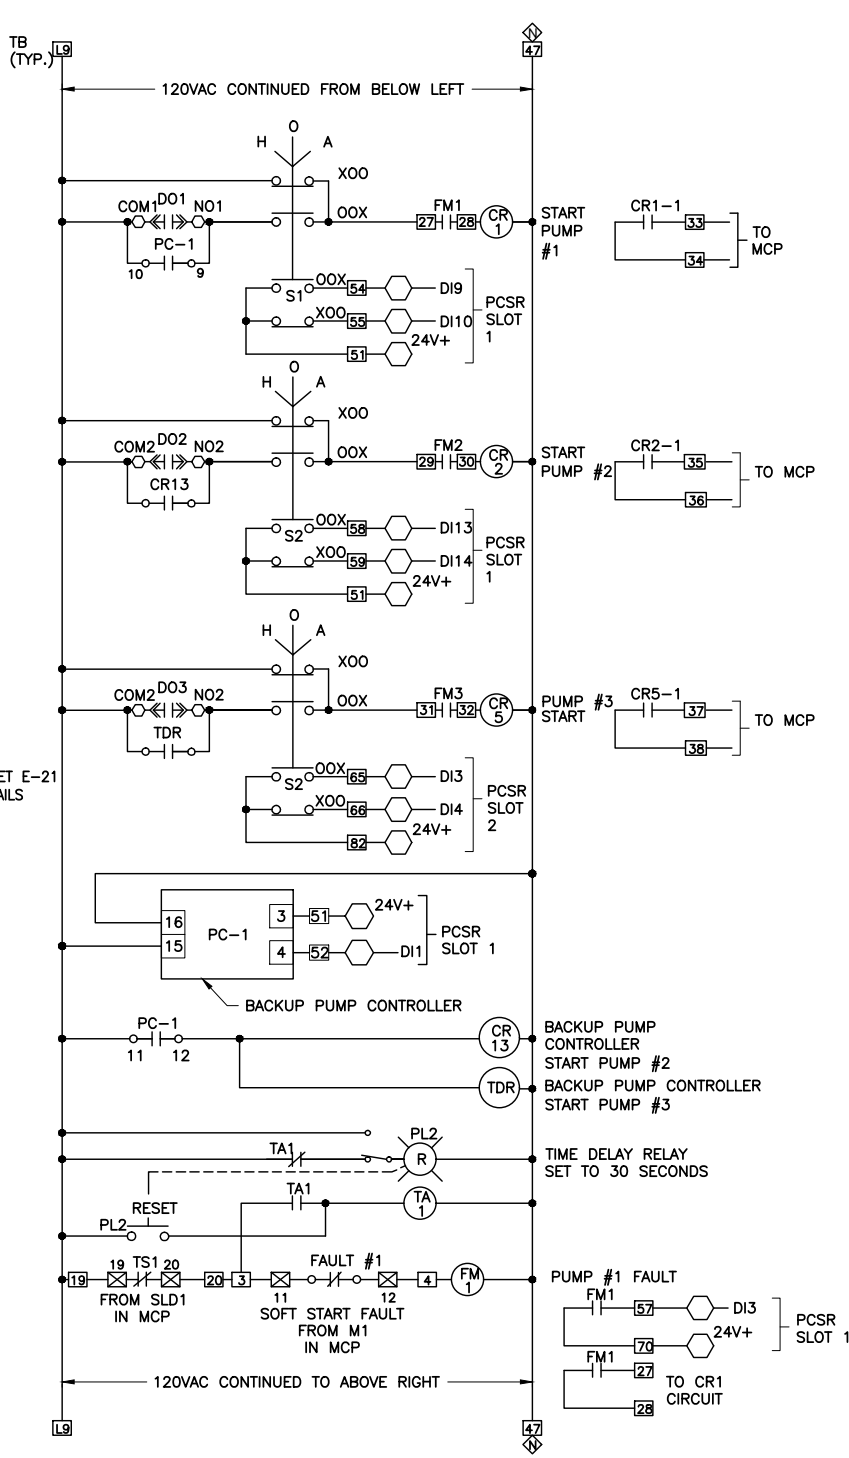 TB
(TYP.)
L9
N
47
120VAC CONTINUED FROM BELOW LEFT
O
H A
XOO
COM1 DO1 NO1
OOX
27 FM1 28
CR
1
START
PUMP
#1
CR1-1
33
34
TO
MCP
PC-1
10 9
S1
OOX 54 DI9
XOO 55 DI10
24V+
51
PCSR
SLOT
1
O
H A
XOO
COM2 DO2 NO2
OOX
29 FM2 30
CR
2
START
PUMP #2
CR2-1
35
36
TO MCP
CR13
S2
OOX 58 DI13
XOO 59 DI14
24V+
51
PCSR
SLOT
1
O
H A
XOO
COM2 DO3 NO2
OOX
31 FM3 32
CR
5
PUMP #3
START
CR5-1
37
38
TO MCP
TDR
S2
OOX 65 DI3
XOO 66 DI4
24V+
82
PCSR
SLOT
2
ET E-21
AILS
16
15
PC-1
3 51 24V+
4 52 DI1
PCSR
SLOT 1
BACKUP PUMP CONTROLLER
PC-1
11 12
CR
13
BACKUP PUMP
CONTROLLER
START PUMP #2
TDR
BACKUP PUMP CONTROLLER
START PUMP #3
PL2
TA1
R
TIME DELAY RELAY
SET TO 30 SECONDS
TA1
TA
1
RESET
PL2
19 19 TS1 20 20 3
FROM SLD1
IN MCP
FAULT #1
11 12 4
SOFT START FAULT
FROM M1
IN MCP
FM
1
PUMP #1 FAULT
FM1
57 DI3
24V+
70
PCSR
SLOT 1
FM1
27
28
TO CR1
CIRCUIT
120VAC CONTINUED TO ABOVE RIGHT
L9
47
N